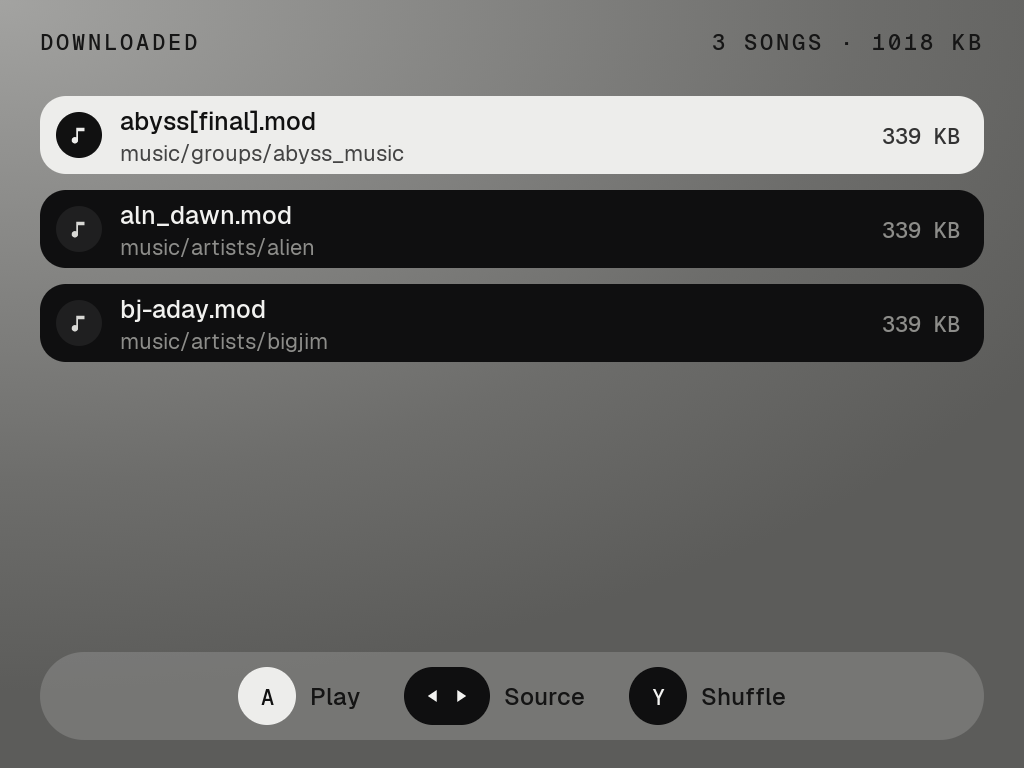 DOWNLOADED
3 SONGS · 1018 KB
abyss[final].mod
music/groups/abyss_music
339 KB
aln_dawn.mod
music/artists/alien
339 KB
bj-aday.mod
music/artists/bigjim
339 KB
A Play ◀ ▶ Source Y Shuffle